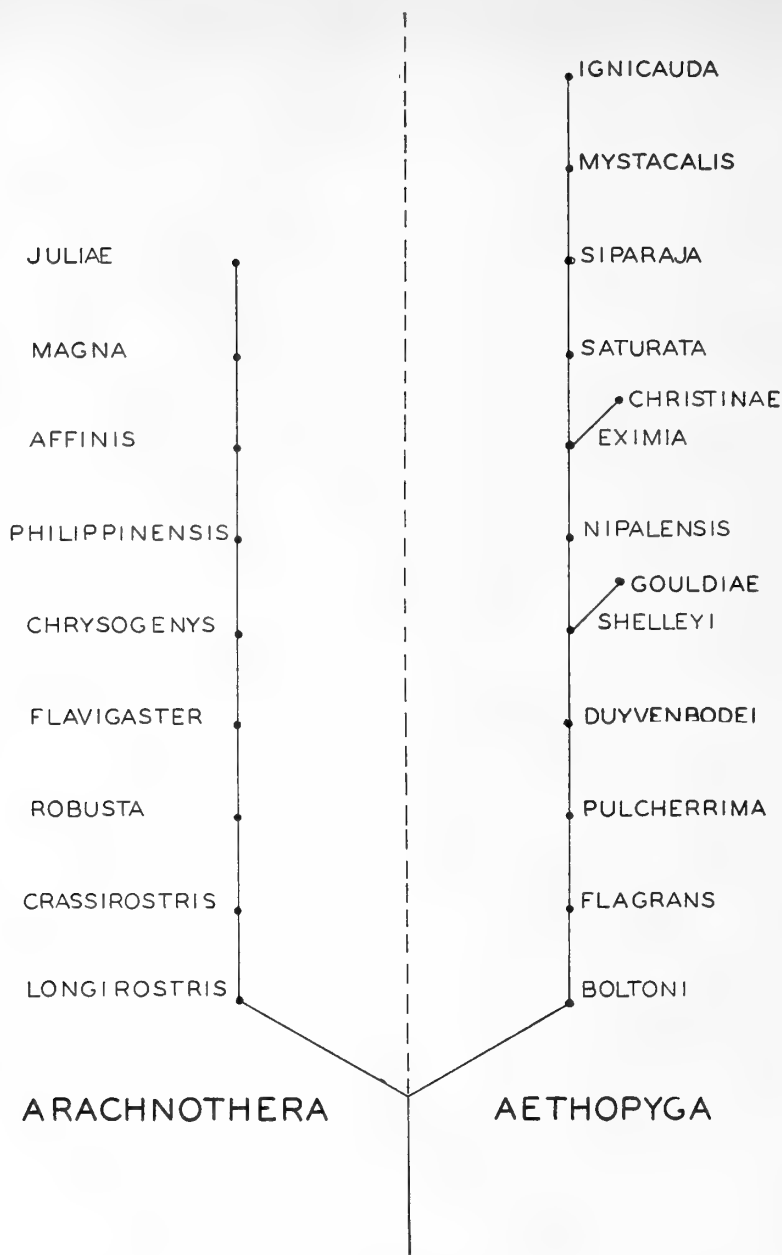 JULIAE
MAGNA
AFFINIS
PHILIPPINENSIS
CHRYSOGENYS
FLAVIGASTER
ROBUSTA
CRASSIROSTRIS
LONGIROSTRIS
ARACHNOTHERA
IGNICAUDA
MYSTACALIS
SIPARAJA
SATURATA
CHRISTINAE
EXIMIA
NIPALENSIS
GOULDIAE
SHELLEYI
DUYVENBODEI
PULCHERRIMA
FLAGRANS
BOLTONI
AETHOPYGA